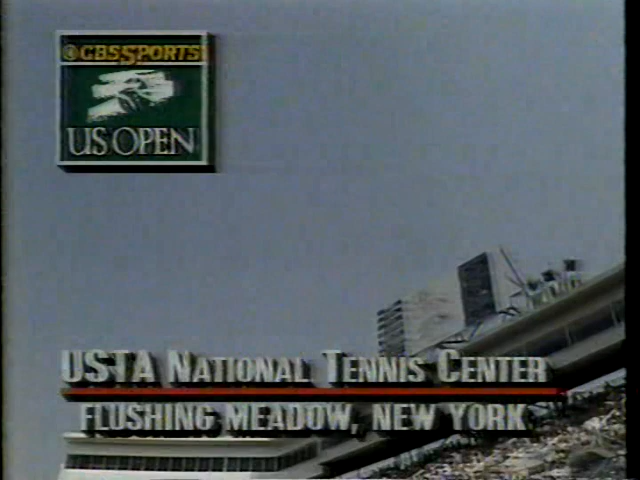 CBS SPORTS
US OPEN
USTA NATIONAL TENNIS CENTER
FLUSHING MEADOW, NEW YORK